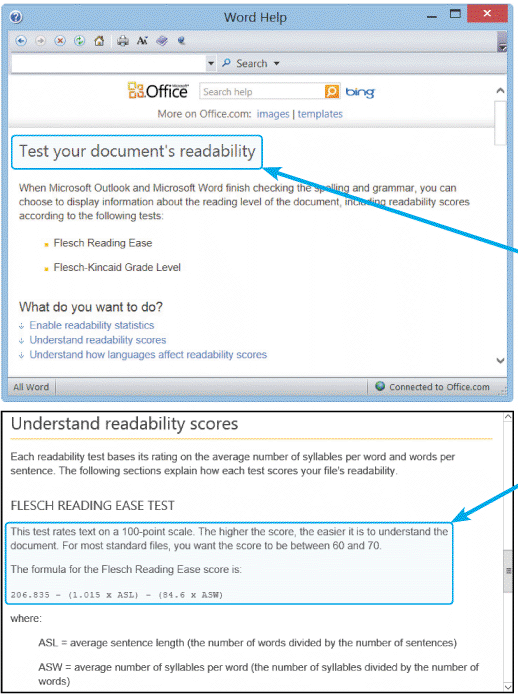 Word Help
Search
Office
Search help
bing
More on Office.com: images | templates
Test your document's readability
When Microsoft Outlook and Microsoft Word finish checking the spelling and grammar, you can
choose to display information about the reading level of the document, including readability scores
according to the following tests:
Flesch Reading Ease
Flesch-Kincaid Grade Level
What do you want to do?
Enable readability statistics
Understand readability scores
Understand how languages affect readability scores
All Word
Connected to Office.com
Understand readability scores
Each readability test bases its rating on the average number of syllables per word and words per
sentence. The following sections explain how each test scores your file's readability.
FLESCH READING EASE TEST
This test rates text on a 100-point scale. The higher the score, the easier it is to understand the
document. For most standard files, you want the score to be between 60 and 70.
The formula for the Flesch Reading Ease score is:
206.835 – (1.015 x ASL) – (84.6 x ASW)
where:
ASL = average sentence length (the number of words divided by the number of sentences)
ASW = average number of syllables per word (the number of syllables divided by the number of
words)